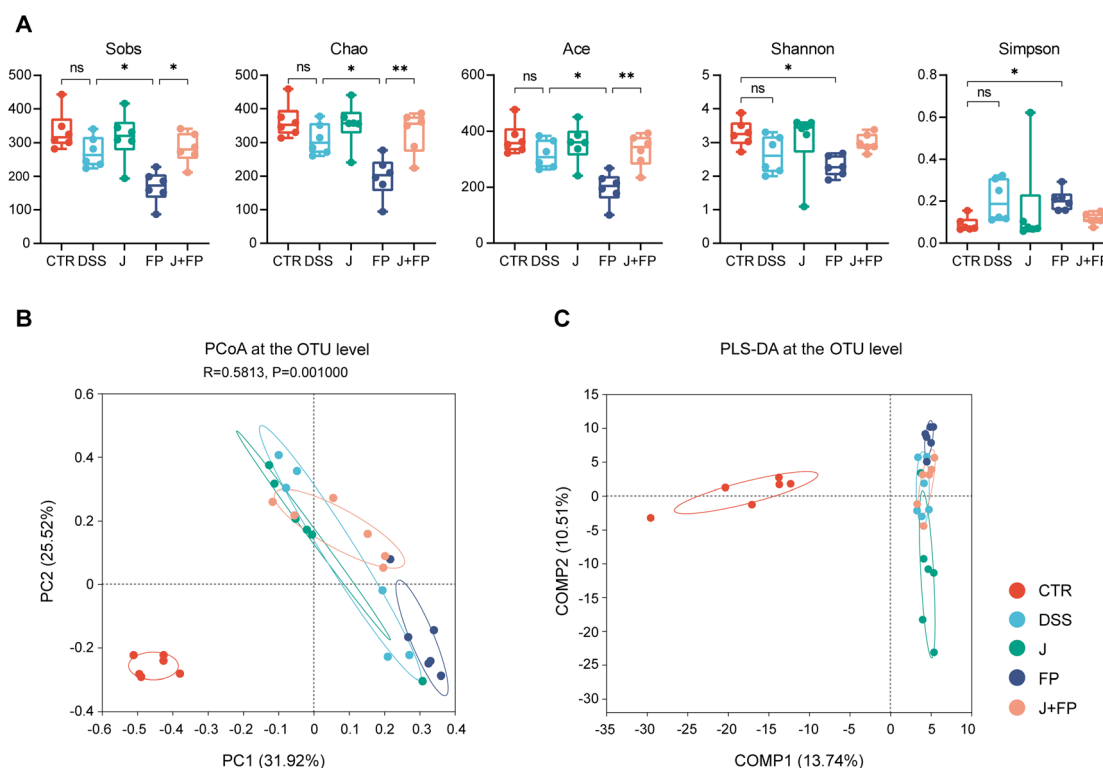 A
Sobs
Chao
Ace
Shannon
Simpson
ns * *
ns * **
ns * **
* ns
* ns
500
400
300
200
100
0
CTR DSS J FP J+FP
500
400
300
200
100
0
CTR DSS J FP J+FP
600
400
200
0
CTR DSS J FP J+FP
5
4
3
2
1
0
CTR DSS J FP J+FP
0.8
0.6
0.4
0.2
0.0
CTR DSS J FP J+FP
B
PCoA at the OTU level
R=0.5813, P=0.001000
PC2 (25.52%)
0.6
0.4
0.2
0
-0.2
-0.4
-0.6 -0.5 -0.4 -0.3 -0.2 -0.1 0 0.1 0.2 0.3 0.4
PC1 (31.92%)
C
PLS-DA at the OTU level
COMP2 (10.51%)
15
10
5
0
-5
-10
-15
-20
-25
-30
-30 -25 -20 -15 -10 -5 0 5 10
COMP1 (13.74%)
CTR
DSS
J
FP
J+FP